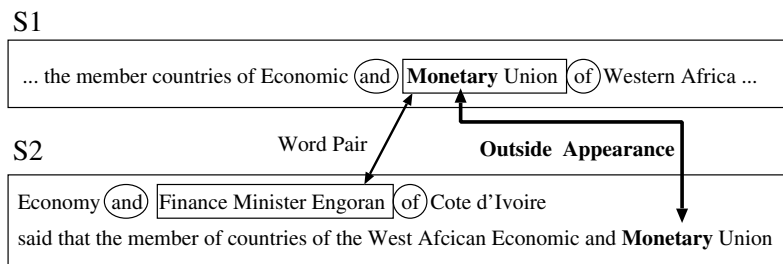 S1
... the member countries of Economic and Monetary Union of Western Africa ...
Word Pair
Outside Appearance
S2
Economy and Finance Minister Engoran of Cote d'Ivoire
said that the member of countries of the West Afcican Economic and Monetary Union